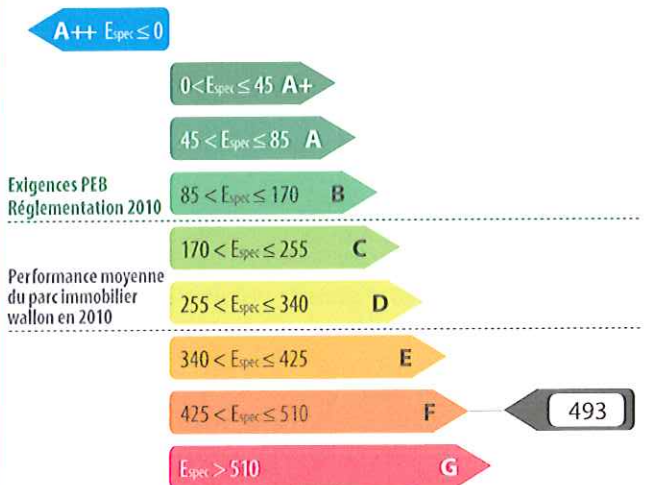 A++ Espec ≤ 0
0 < Espec ≤ 45 A+
45 < Espec ≤ 85 A
Exigences PEB
Réglementation 2010
85 < Espec ≤ 170 B
170 < Espec ≤ 255 C
Performance moyenne
du parc immobilier
wallon en 2010
255 < Espec ≤ 340 D
340 < Espec ≤ 425 E
425 < Espec ≤ 510 F
493
Espec > 510 G